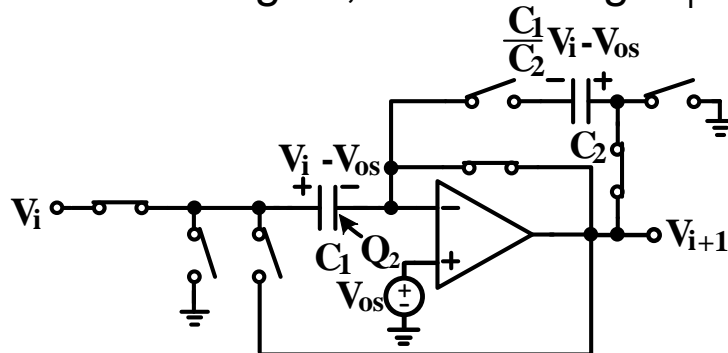 C1/C2 Vi -Vos
− +
C2
Vi -Vos
+ −
Vi
C1
Q2
−
+
Vos
+
-
Vi+1